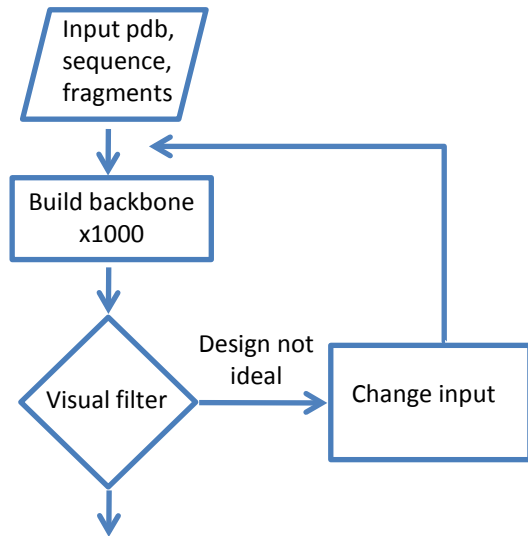 Input pdb,
sequence,
fragments
Build backbone
x1000
Design not
ideal
Visual filter
Change input